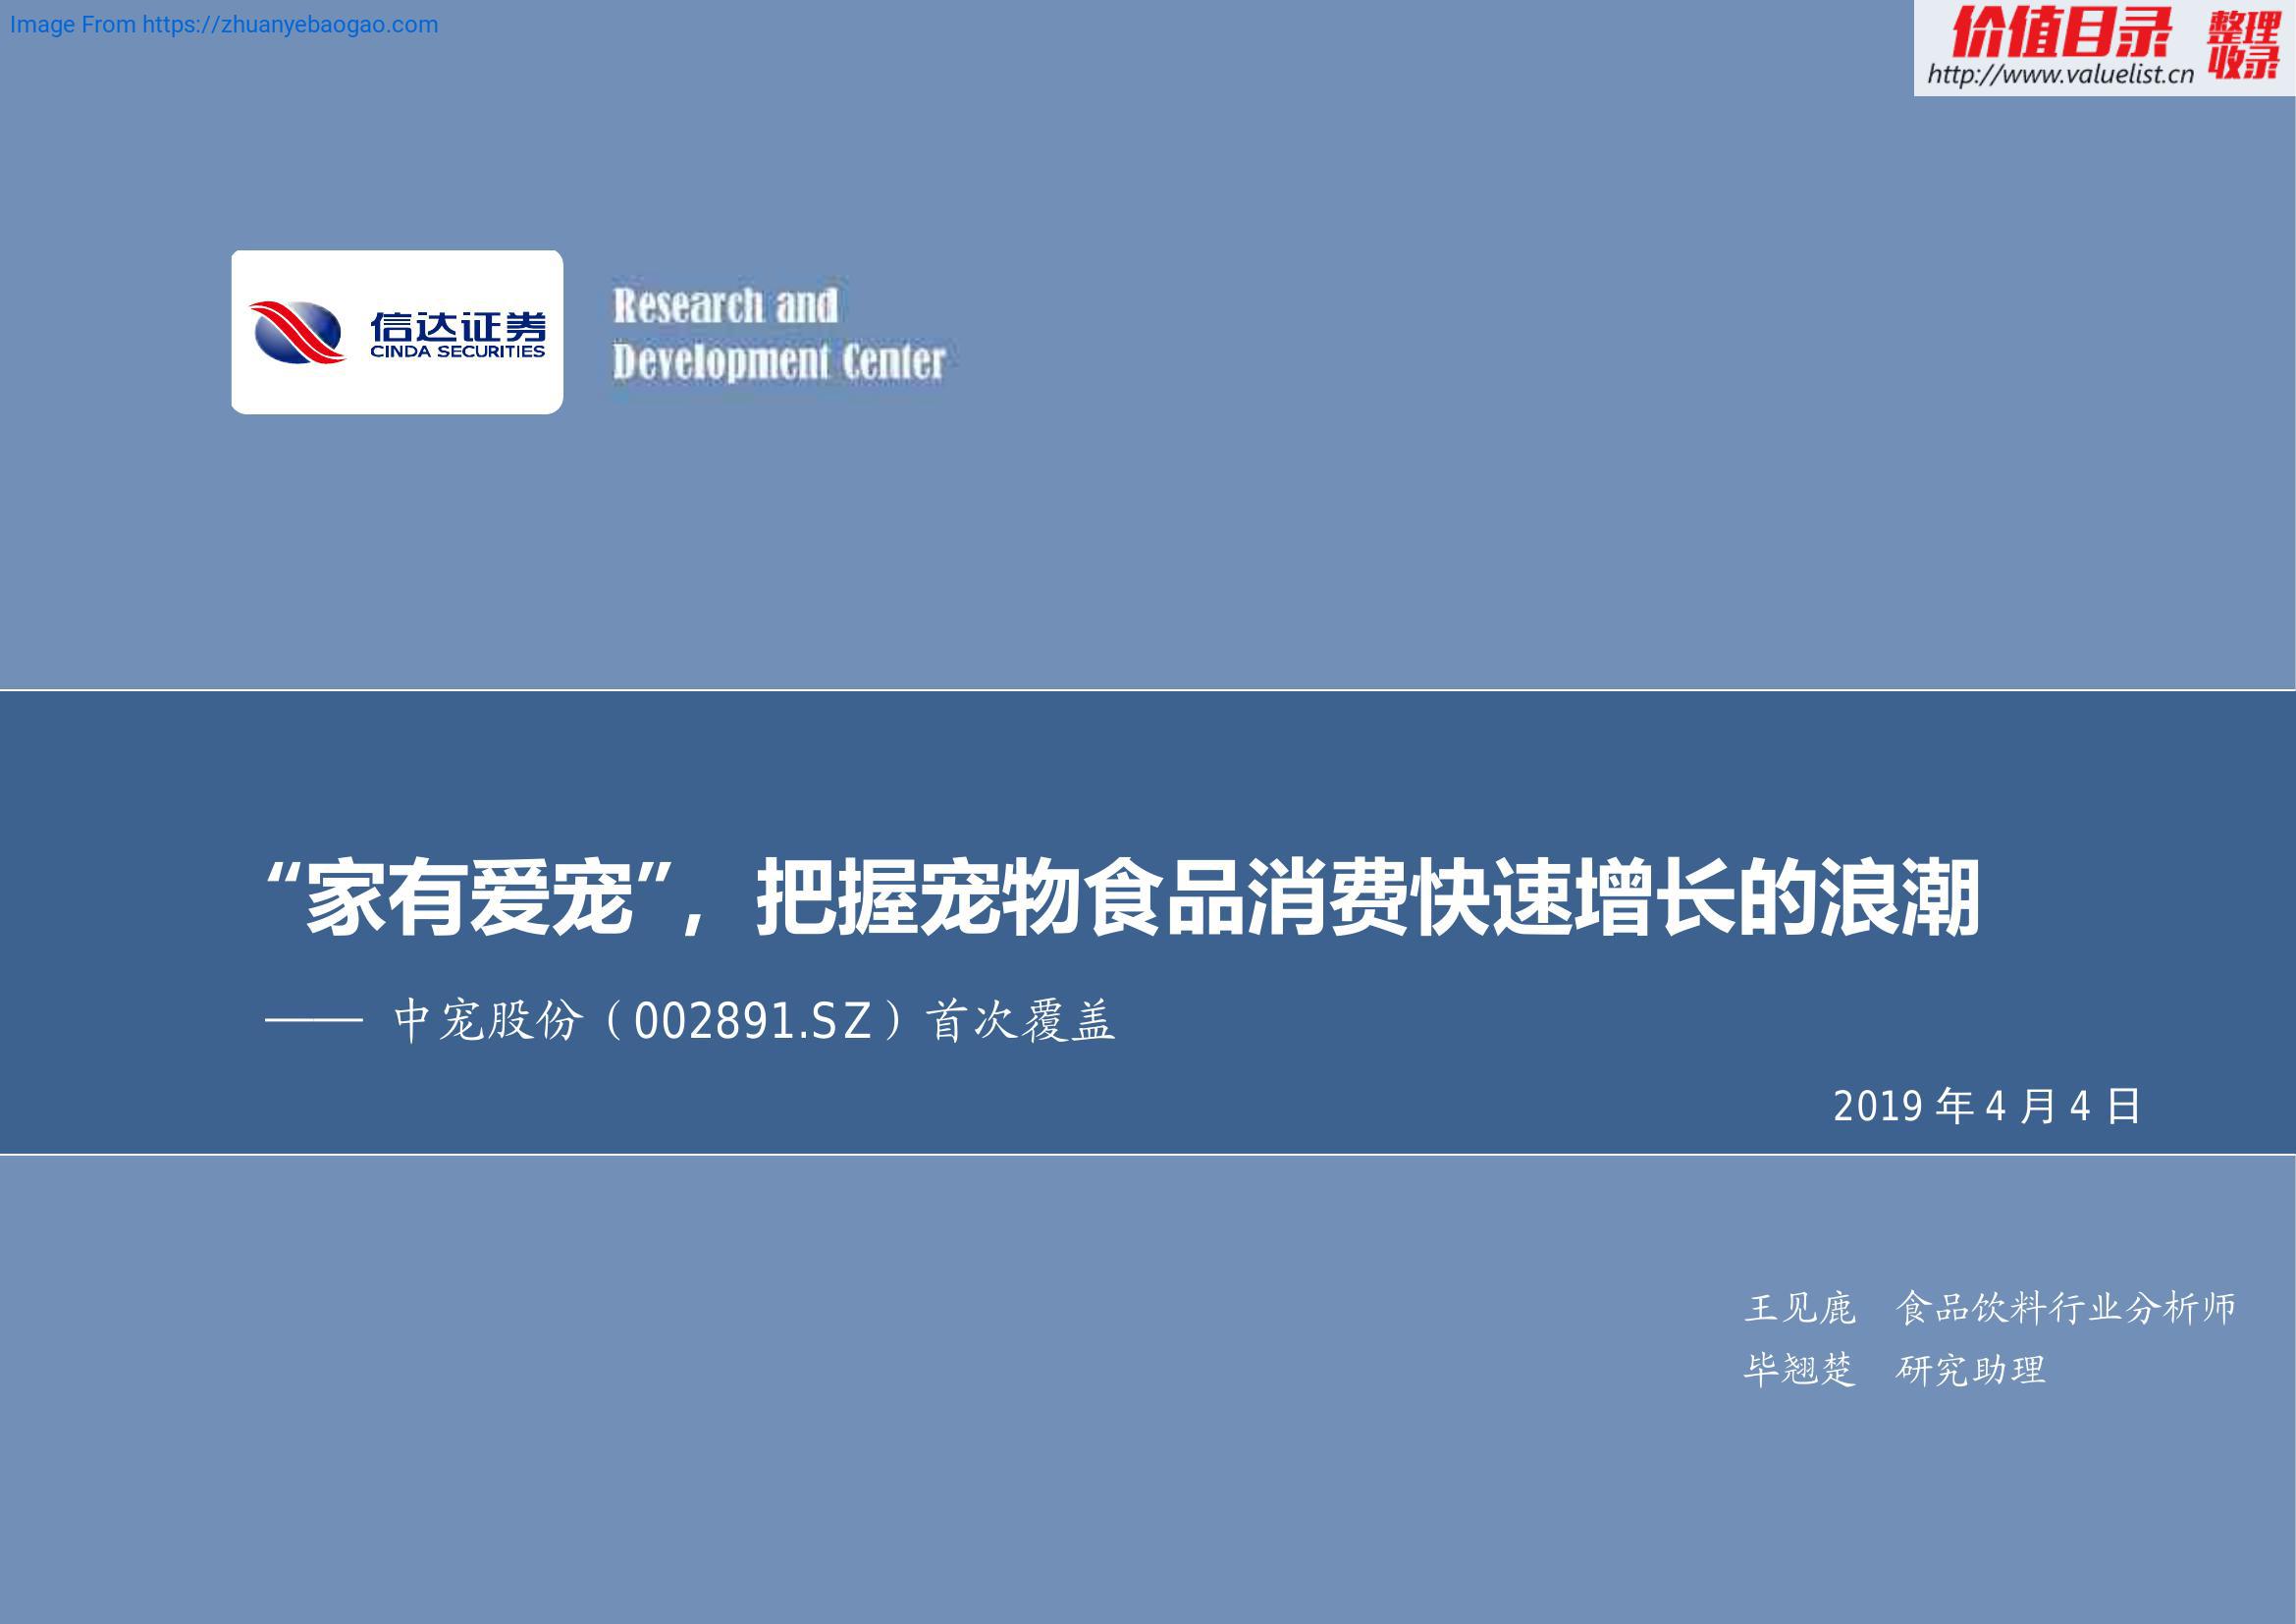 Image From https://zhuanyebaogao.com
价值目录 整理收录
http://www.valuelist.cn
信达证券
CINDA SECURITIES
Research and
Development Center
“家有爱宠”，把握宠物食品消费快速增长的浪潮
—— 中宠股份（002891.SZ）首次覆盖
2019 年 4 月 4 日
王见鹿 食品饮料行业分析师
毕翘楚 研究助理